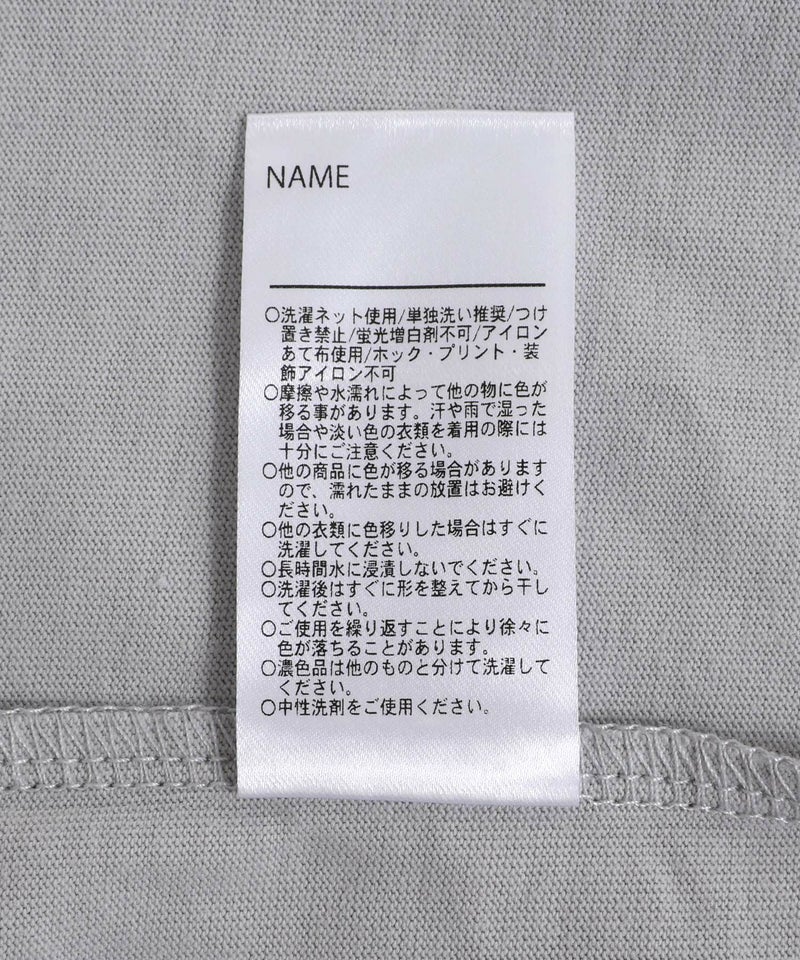 NAME
○洗濯ネット使用/単独洗い推奨/つけ
置き禁止/蛍光増白剤不可/アイロン
あて布使用/ホック・プリント・装
飾アイロン不可
○摩擦や水濡れによって他の物に色が
移る事があります。汗や雨で湿った
場合や淡い色の衣類を着用の際には
十分にご注意ください。
○他の商品に色が移る場合があります
ので、濡れたままの放置はお避けく
ださい。
○他の衣類に色移りした場合はすぐに
洗濯してください。
○長時間水に浸漬しないでください。
○洗濯後はすぐに形を整えてから干し
てください。
○ご使用を繰り返すことにより徐々に
色が落ちることがあります。
○濃色品は他のものと分けて洗濯して
ください。
○中性洗剤をご使用ください。